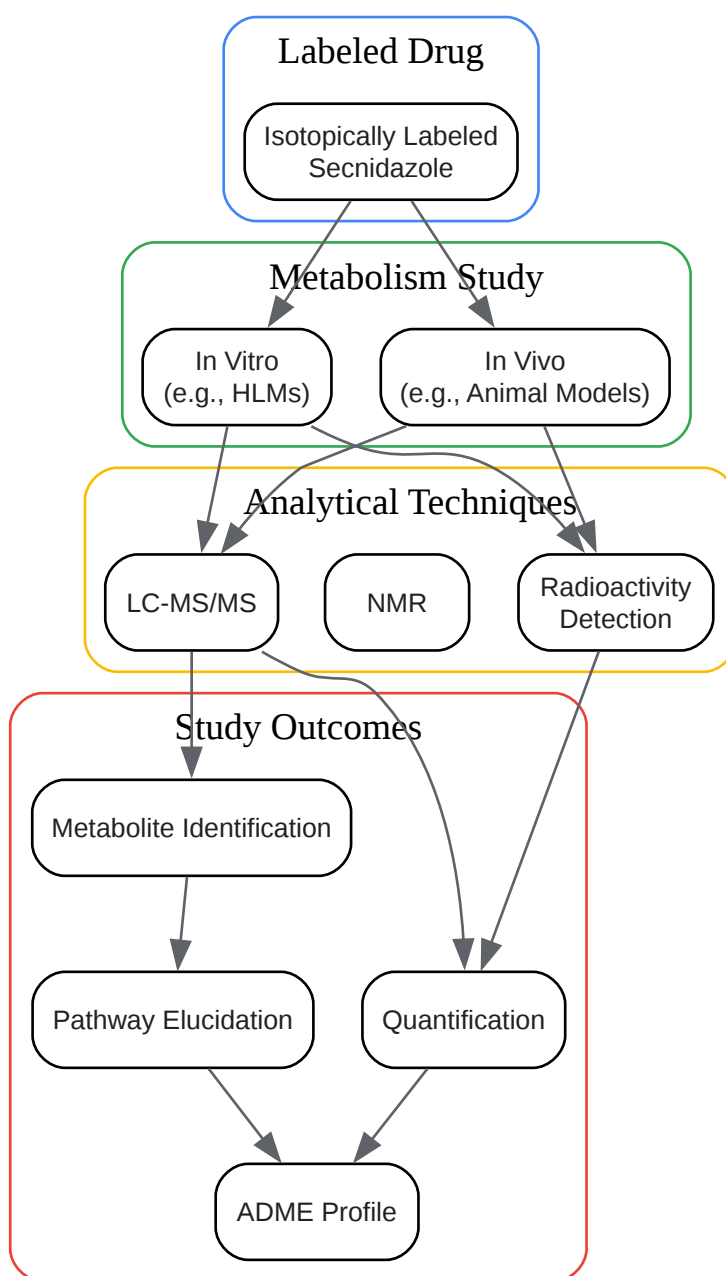 Labeled Drug
Isotopically Labeled
Secnidazole
Metabolism Study
In Vitro
(e.g., HLMs)
In Vivo
(e.g., Animal Models)
Analytical Techniques
LC-MS/MS
NMR
Radioactivity
Detection
Study Outcomes
Metabolite Identification
Pathway Elucidation
Quantification
ADME Profile